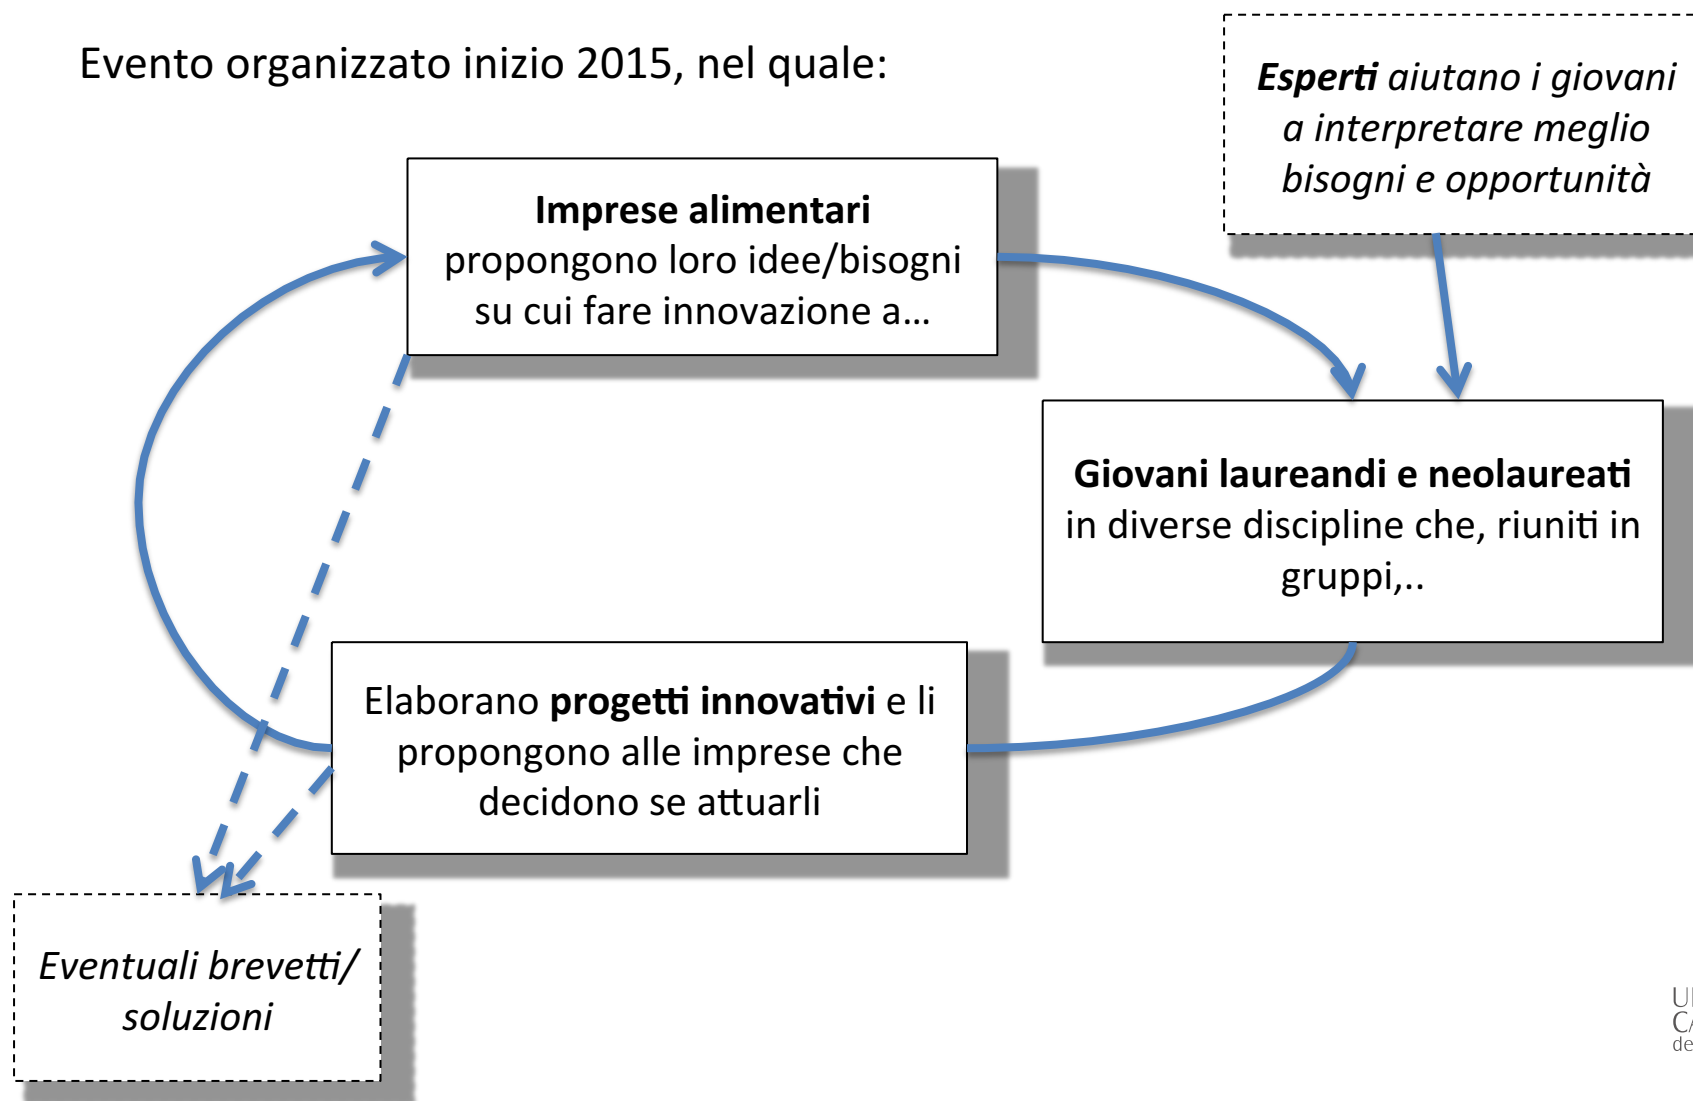 Evento organizzato inizio 2015, nel quale:
Esperti aiutano i giovani
a interpretare meglio
bisogni e opportunità
Imprese alimentari
propongono loro idee/bisogni
su cui fare innovazione a…
Giovani laureandi e neolaureati
in diverse discipline che, riuniti in
gruppi,..
Elaborano progetti innovativi e li
propongono alle imprese che
decidono se attuarli
Eventuali brevetti/
soluzioni